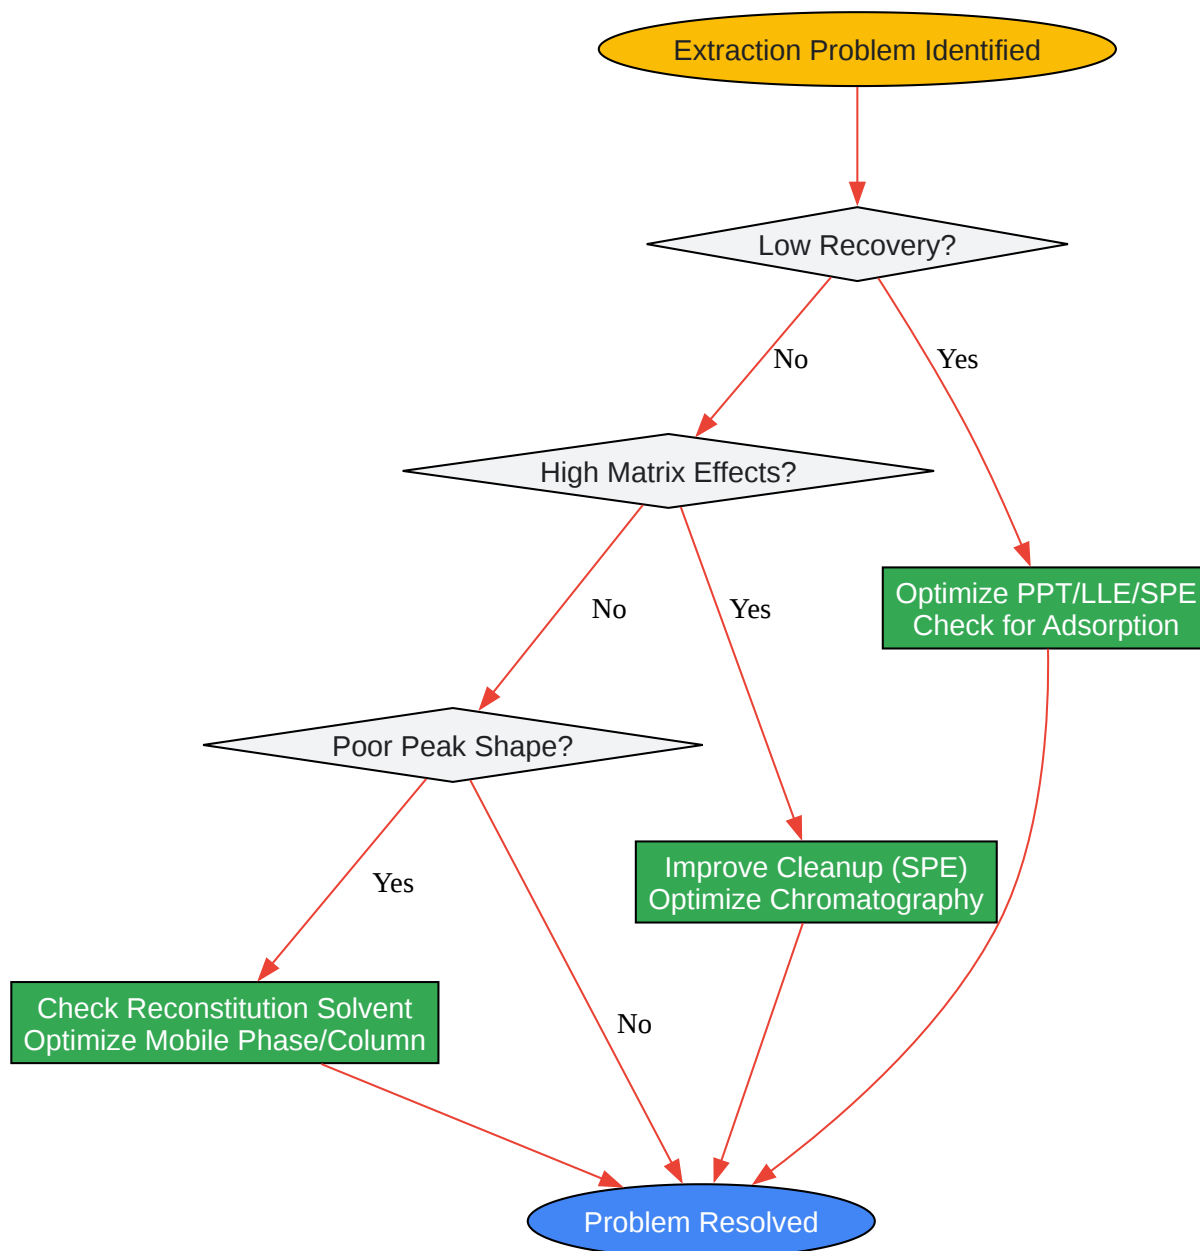 Extraction Problem Identified
Low Recovery?
No
Yes
High Matrix Effects?
No
Yes
Optimize PPT/LLE/SPE
Check for Adsorption
Poor Peak Shape?
Yes
No
Improve Cleanup (SPE)
Optimize Chromatography
Check Reconstitution Solvent
Optimize Mobile Phase/Column
Problem Resolved